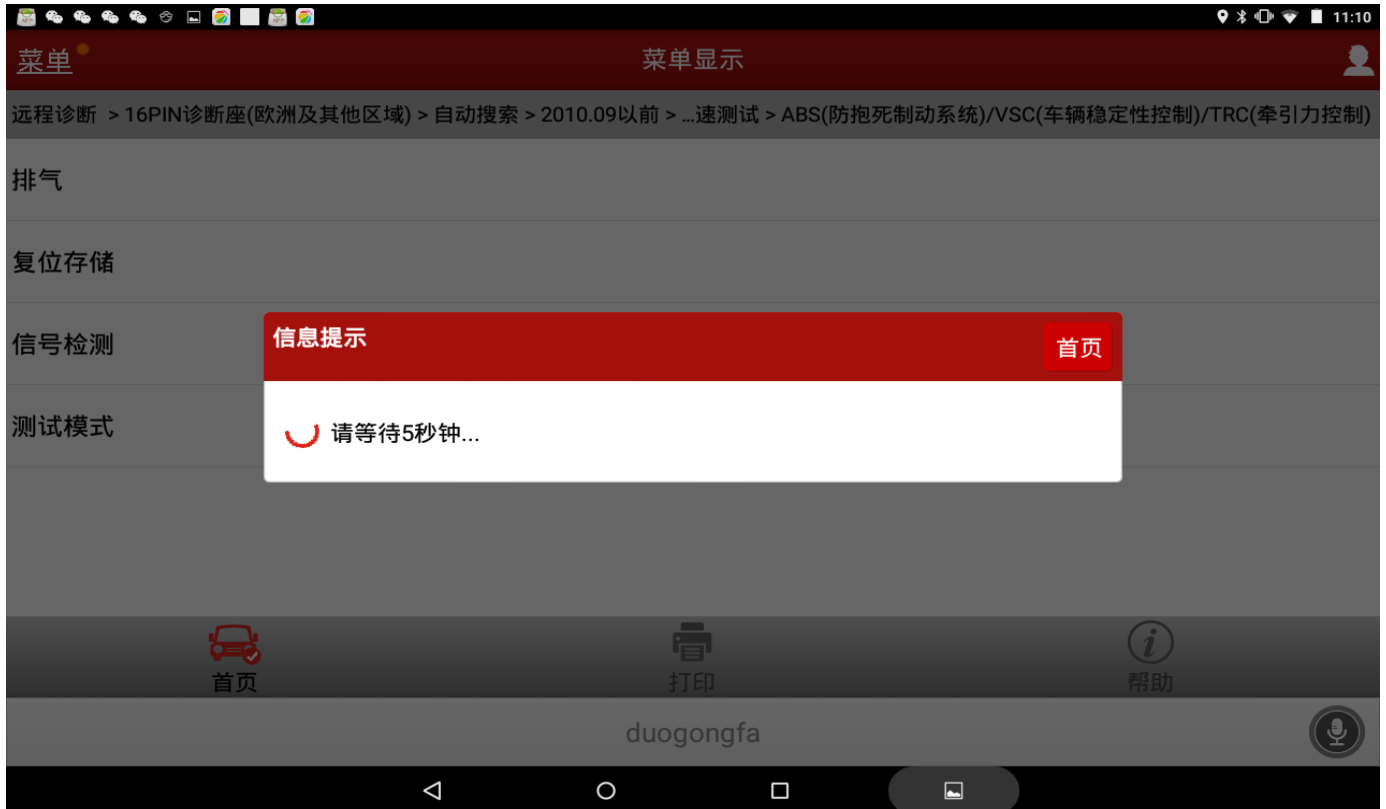 11:10
菜单
菜单显示
远程诊断 > 16PIN诊断座(欧洲及其他区域) > 自动搜索 > 2010.09以前 > ...速测试 > ABS(防抱死制动系统)/VSC(车辆稳定性控制)/TRC(牵引力控制)
排气
复位存储
信号检测
测试模式
信息提示
首页
请等待5秒钟...
首页
打印
帮助
duogongfa